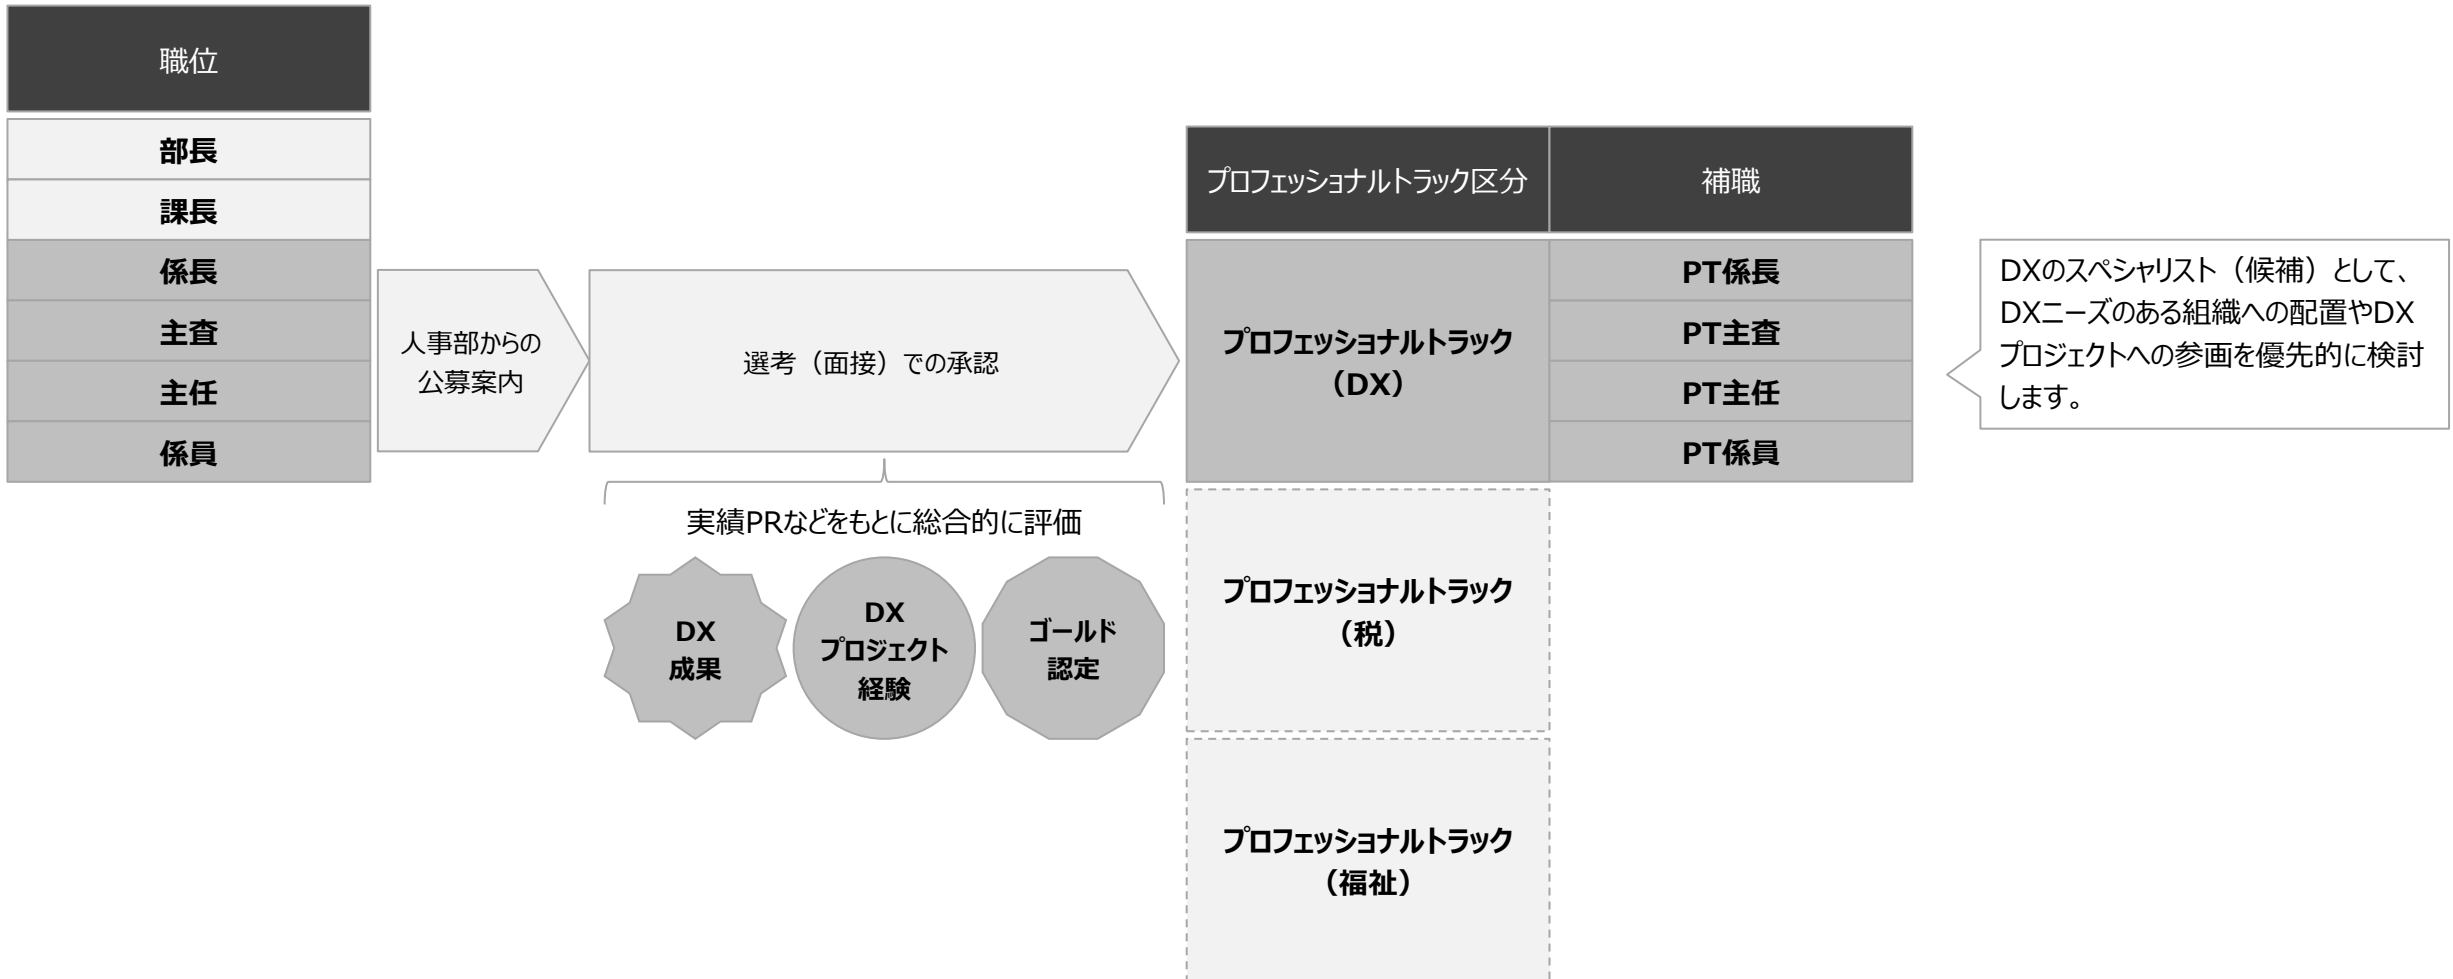 職位
部長
課長
係長
主査
主任
係員
人事部からの
公募案内
選考（面接）での承認
実績PRなどをもとに総合的に評価
DX
成果
DX
プロジェクト
経験
ゴールド
認定
プロフェッショナルトラック区分
補職
プロフェッショナルトラック
（DX）
PT係長
PT主査
PT主任
PT係員
プロフェッショナルトラック
（税）
プロフェッショナルトラック
（福祉）
DXのスペシャリスト（候補）として、
DXニーズのある組織への配置やDX
プロジェクトへの参画を優先的に検討
します。